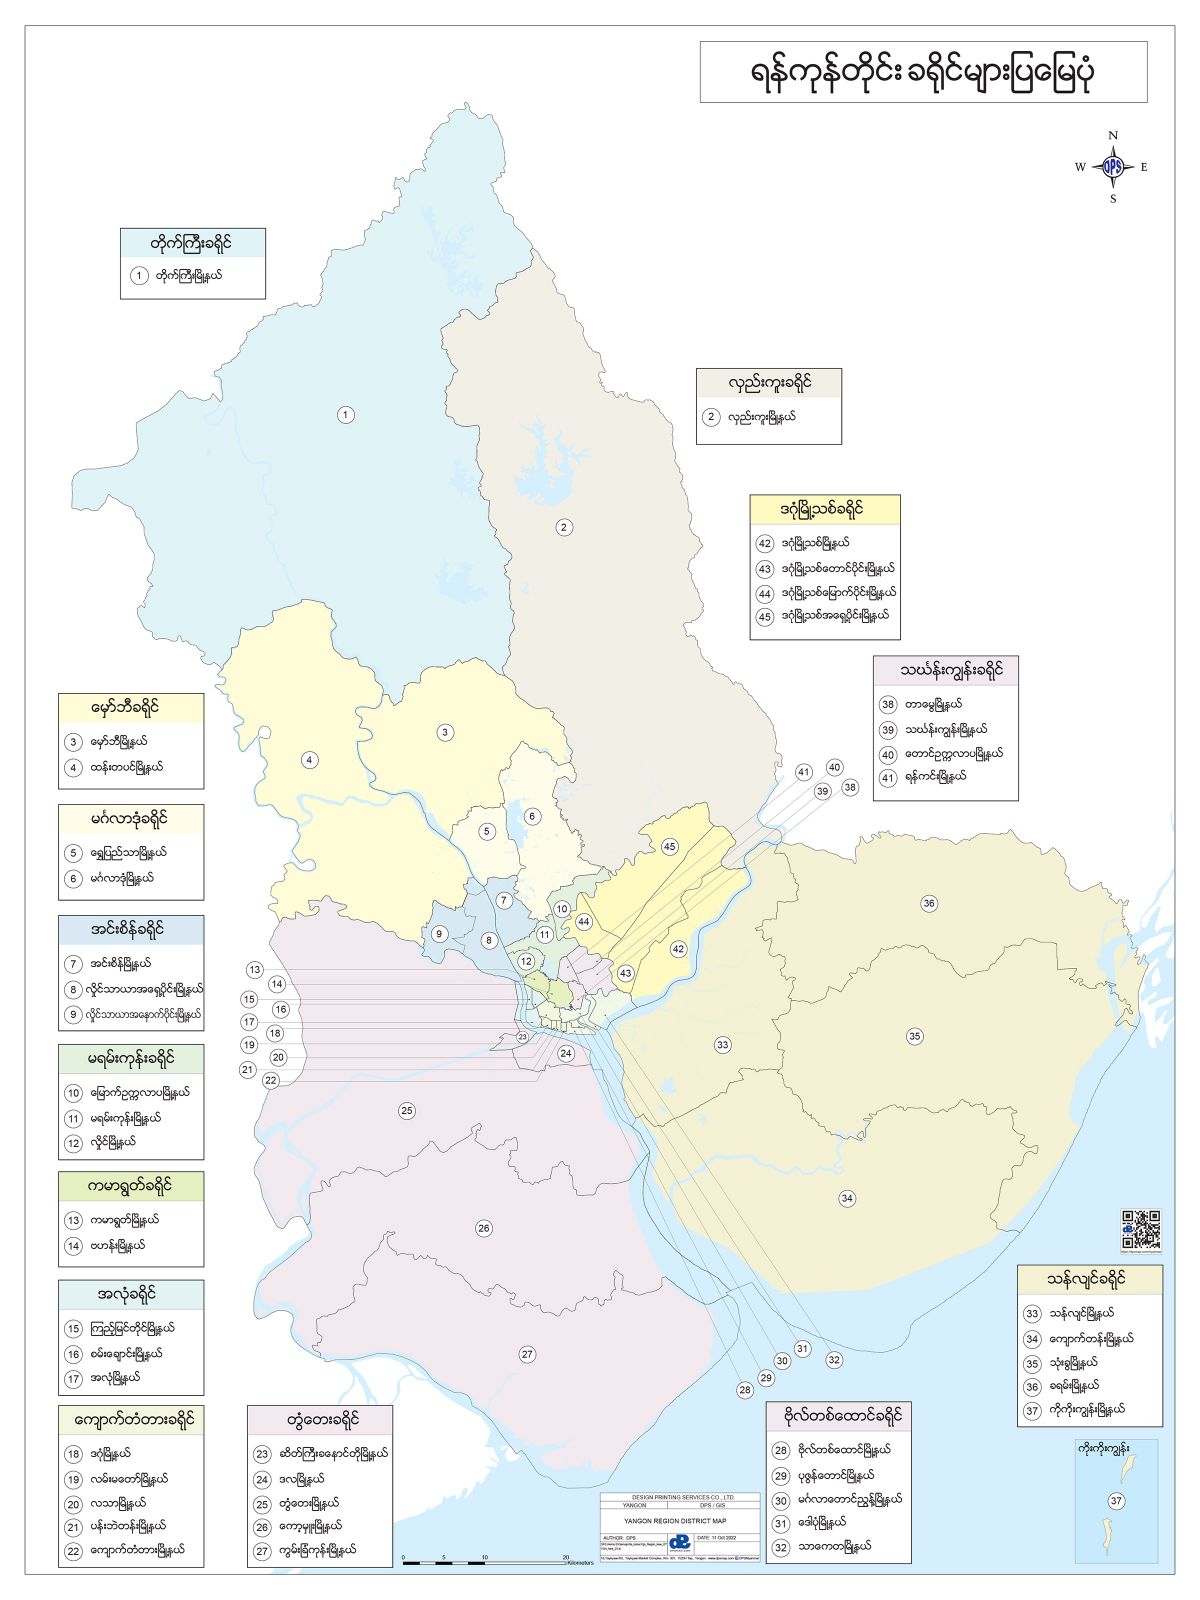 ရန်ကုန်တိုင်း ခရိုင်များပြမြေပုံ
N
W E
DPS
S
တိုက်ကြီးခရိုင်
1 တိုက်ကြီးမြို့နယ်
လှည်းကူးခရိုင်
2 လှည်းကူးမြို့နယ်
ဒဂုံမြို့သစ်ခရိုင်
42 ဒဂုံမြို့သစ်မြို့နယ်
43 ဒဂုံမြို့သစ်တောင်ပိုင်းမြို့နယ်
44 ဒဂုံမြို့သစ်မြောက်ပိုင်းမြို့နယ်
45 ဒဂုံမြို့သစ်အရှေ့ပိုင်းမြို့နယ်
သင်္ဃန်းကျွန်းခရိုင်
38 တာမွေမြို့နယ်
39 သင်္ဃန်းကျွန်းမြို့နယ်
40 တောင်ဥက္ကလာပမြို့နယ်
41 ရန်ကင်းမြို့နယ်
မှော်ဘီခရိုင်
3 မှော်ဘီမြို့နယ်
4 ထန်းတပင်မြို့နယ်
မင်္ဂလာဒုံခရိုင်
5 ရွှေပြည်သာမြို့နယ်
6 မင်္ဂလာဒုံမြို့နယ်
အင်းစိန်ခရိုင်
7 အင်းစိန်မြို့နယ်
8 လှိုင်သာယာအရှေ့ပိုင်းမြို့နယ်
9 လှိုင်သာယာအနောက်ပိုင်းမြို့နယ်
မရမ်းကုန်းခရိုင်
10 မြောက်ဥက္ကလာပမြို့နယ်
11 မရမ်းကုန်းမြို့နယ်
12 လှိုင်မြို့နယ်
ကမာရွတ်ခရိုင်
13 ကမာရွတ်မြို့နယ်
14 ဗဟန်းမြို့နယ်
အလုံခရိုင်
15 ကြည့်မြင်တိုင်မြို့နယ်
16 စမ်းချောင်းမြို့နယ်
17 အလုံမြို့နယ်
ကျောက်တံတားခရိုင်
18 ဒဂုံမြို့နယ်
19 လမ်းမတော်မြို့နယ်
20 လသာမြို့နယ်
21 ပန်းဘဲတန်းမြို့နယ်
22 ကျောက်တံတားမြို့နယ်
တွံတေးခရိုင်
23 ဆိတ်ကြီးခနောင်တိုမြို့နယ်
24 ဒလမြို့နယ်
25 တွံတေးမြို့နယ်
26 ကော့မှူးမြို့နယ်
27 ကွမ်းခြံကုန်းမြို့နယ်
ဗိုလ်တစ်ထောင်ခရိုင်
28 ဗိုလ်တစ်ထောင်မြို့နယ်
29 ပုဇွန်တောင်မြို့နယ်
30 မင်္ဂလာတောင်ညွန့်မြို့နယ်
31 ဒေါပုံမြို့နယ်
32 သာကေတမြို့နယ်
သန်လျင်ခရိုင်
33 သန်လျင်မြို့နယ်
34 ကျောက်တန်းမြို့နယ်
35 သုံးခွမြို့နယ်
36 ခရမ်းမြို့နယ်
37 ကိုကိုးကျွန်းမြို့နယ်
ကိုးကိုးကျွန်း
37
1
2
3
4
5
6
45
41
40
39
38
36
7
10
44
9
8
11
42
12
43
13
14
15
16
17
18
19
20
21
22
23
24
33
35
25
34
26
27
31
32
30
29
28
DESIGN PRINTING SERVICES CO., LTD.
YANGON DPS / GIS
YANGON REGION DISTRICT MAP
AUTHOR: DPS
DATE: 11 Oct 2022
0 5 10 20
Kilometers